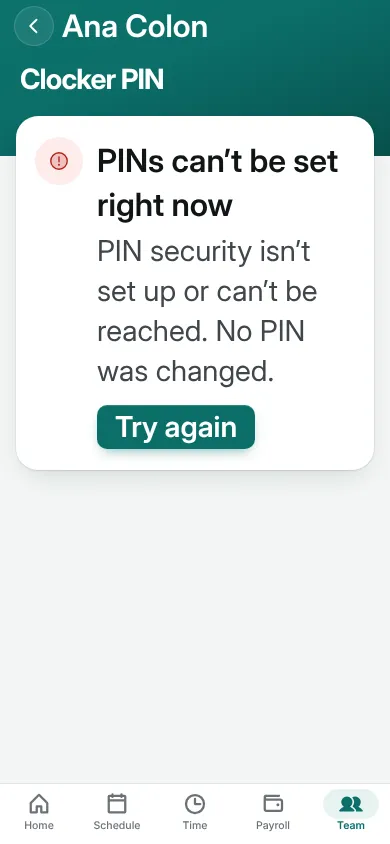 Ana Colon
Clocker PIN
PINs can’t be set
right now
PIN security isn’t
set up or can’t be
reached. No PIN
was changed.
Try again
Home
Schedule
Time
Payroll
Team